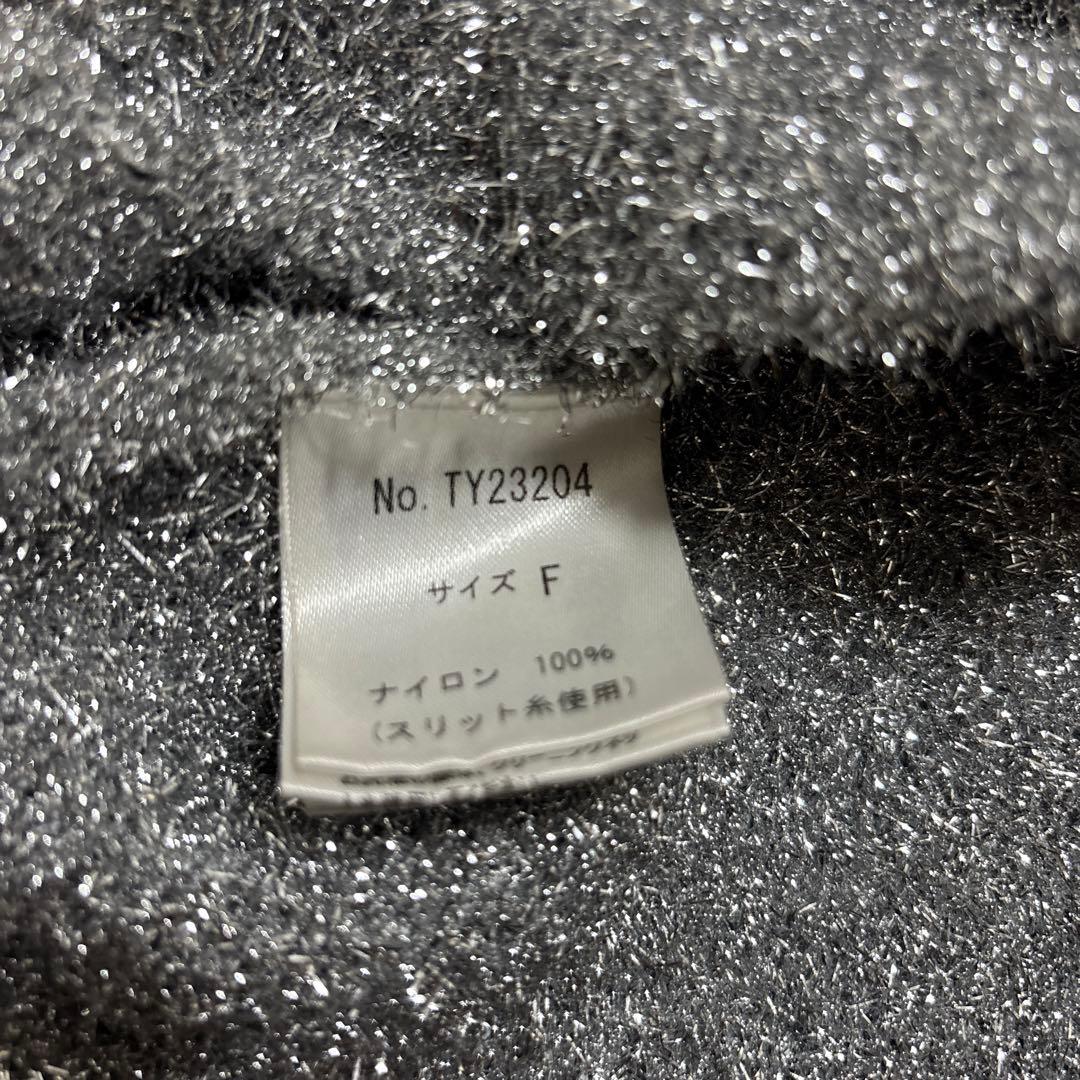 No. TY23204
サイズ F
ナイロン 100%
(スリット糸使用)